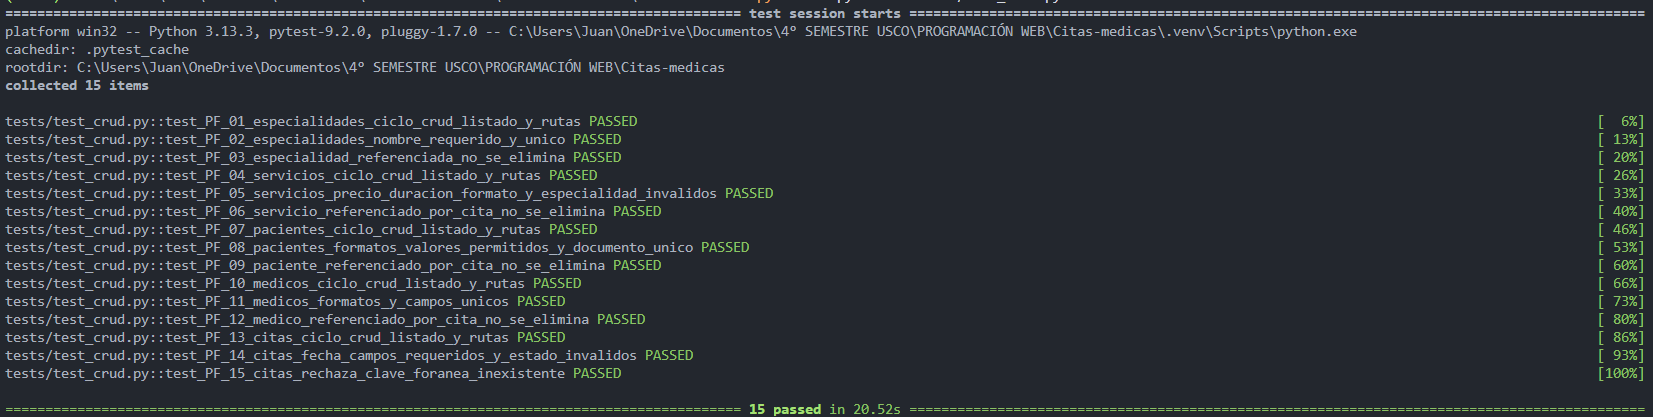 ============================================================================================ test session starts ============================================================================================
platform win32 -- Python 3.13.3, pytest-9.2.0, pluggy-1.7.0 -- C:\Users\Juan\OneDrive\Documentos\4º SEMESTRE USCO\PROGRAMACIÓN WEB\Citas-medicas\.venv\Scripts\python.exe
cachedir: .pytest_cache
rootdir: C:\Users\Juan\OneDrive\Documentos\4º SEMESTRE USCO\PROGRAMACIÓN WEB\Citas-medicas
collected 15 items
tests/test_crud.py::test_PF_01_especialidades_ciclo_crud_listado_y_rutas PASSED [  6%]
tests/test_crud.py::test_PF_02_especialidades_nombre_requerido_y_unico PASSED [ 13%]
tests/test_crud.py::test_PF_03_especialidad_referenciada_no_se_elimina PASSED [ 20%]
tests/test_crud.py::test_PF_04_servicios_ciclo_crud_listado_y_rutas PASSED [ 26%]
tests/test_crud.py::test_PF_05_servicios_precio_duracion_formato_y_especialidad_invalidos PASSED [ 33%]
tests/test_crud.py::test_PF_06_servicio_referenciado_por_cita_no_se_elimina PASSED [ 40%]
tests/test_crud.py::test_PF_07_pacientes_ciclo_crud_listado_y_rutas PASSED [ 46%]
tests/test_crud.py::test_PF_08_pacientes_formatos_valores_permitidos_y_documento_unico PASSED [ 53%]
tests/test_crud.py::test_PF_09_paciente_referenciado_por_cita_no_se_elimina PASSED [ 60%]
tests/test_crud.py::test_PF_10_medicos_ciclo_crud_listado_y_rutas PASSED [ 66%]
tests/test_crud.py::test_PF_11_medicos_formatos_y_campos_unicos PASSED [ 73%]
tests/test_crud.py::test_PF_12_medico_referenciado_por_cita_no_se_elimina PASSED [ 80%]
tests/test_crud.py::test_PF_13_citas_ciclo_crud_listado_y_rutas PASSED [ 86%]
tests/test_crud.py::test_PF_14_citas_fecha_campos_requeridos_y_estado_invalidos PASSED [ 93%]
tests/test_crud.py::test_PF_15_citas_rechaza_clave_foranea_inexistente PASSED [100%]
============================================================================================ 15 passed in 20.52s ============================================================================================